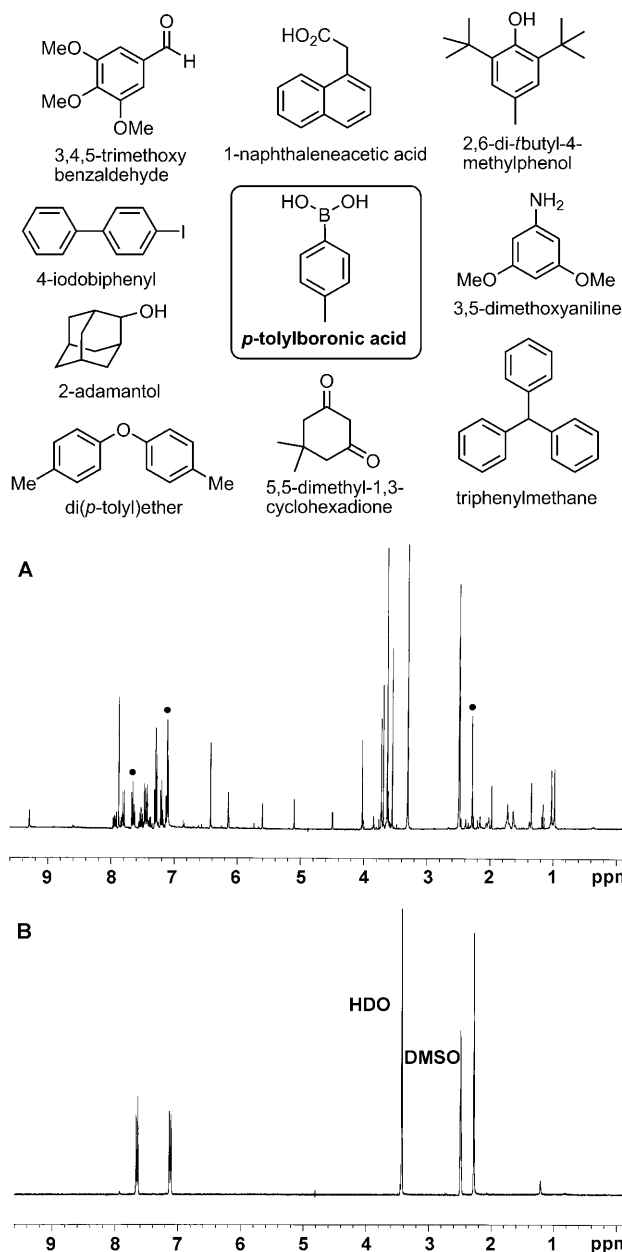 O
MeO
H
MeO
OMe
3,4,5-trimethoxy
benzaldehyde
HO₂C
1-naphthaleneacetic acid
OH
2,6-di-tbutyl-4-
methylphenol
I
4-iodobiphenyl
HO
OH
B
p-tolylboronic acid
NH₂
MeO
OMe
3,5-dimethoxyaniline
OH
2-adamantol
O
Me
Me
di(p-tolyl)ether
O
O
5,5-dimethyl-1,3-
cyclohexadione
triphenylmethane
A
9 8 7 6 5 4 3 2 1 ppm
B
HDO
DMSO
9 8 7 6 5 4 3 2 1 ppm